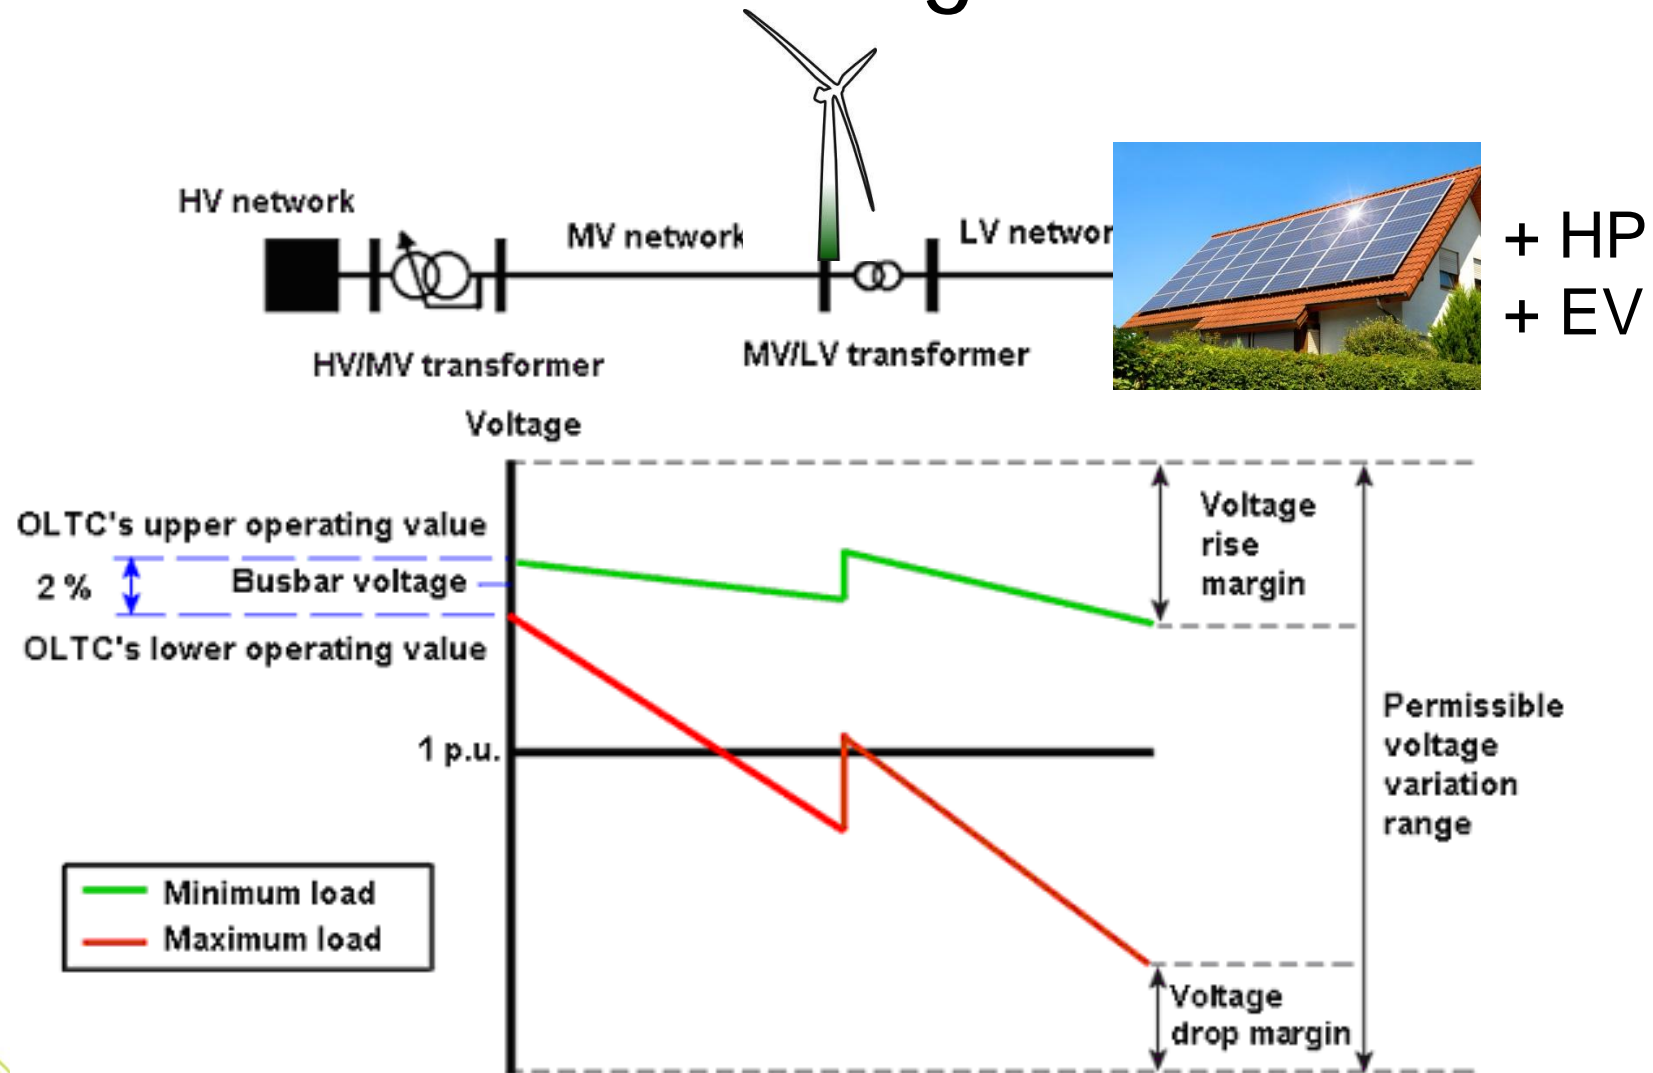 HV network
MV network
LV networ
+ HP
+ EV
HV/MV transformer
MV/LV transformer
Voltage
OLTC's upper operating value
2 %
Busbar voltage
OLTC's lower operating value
1 p.u.
Voltage
rise
margin
Permissible
voltage
variation
range
Minimum load
Maximum load
Voltage
drop margin